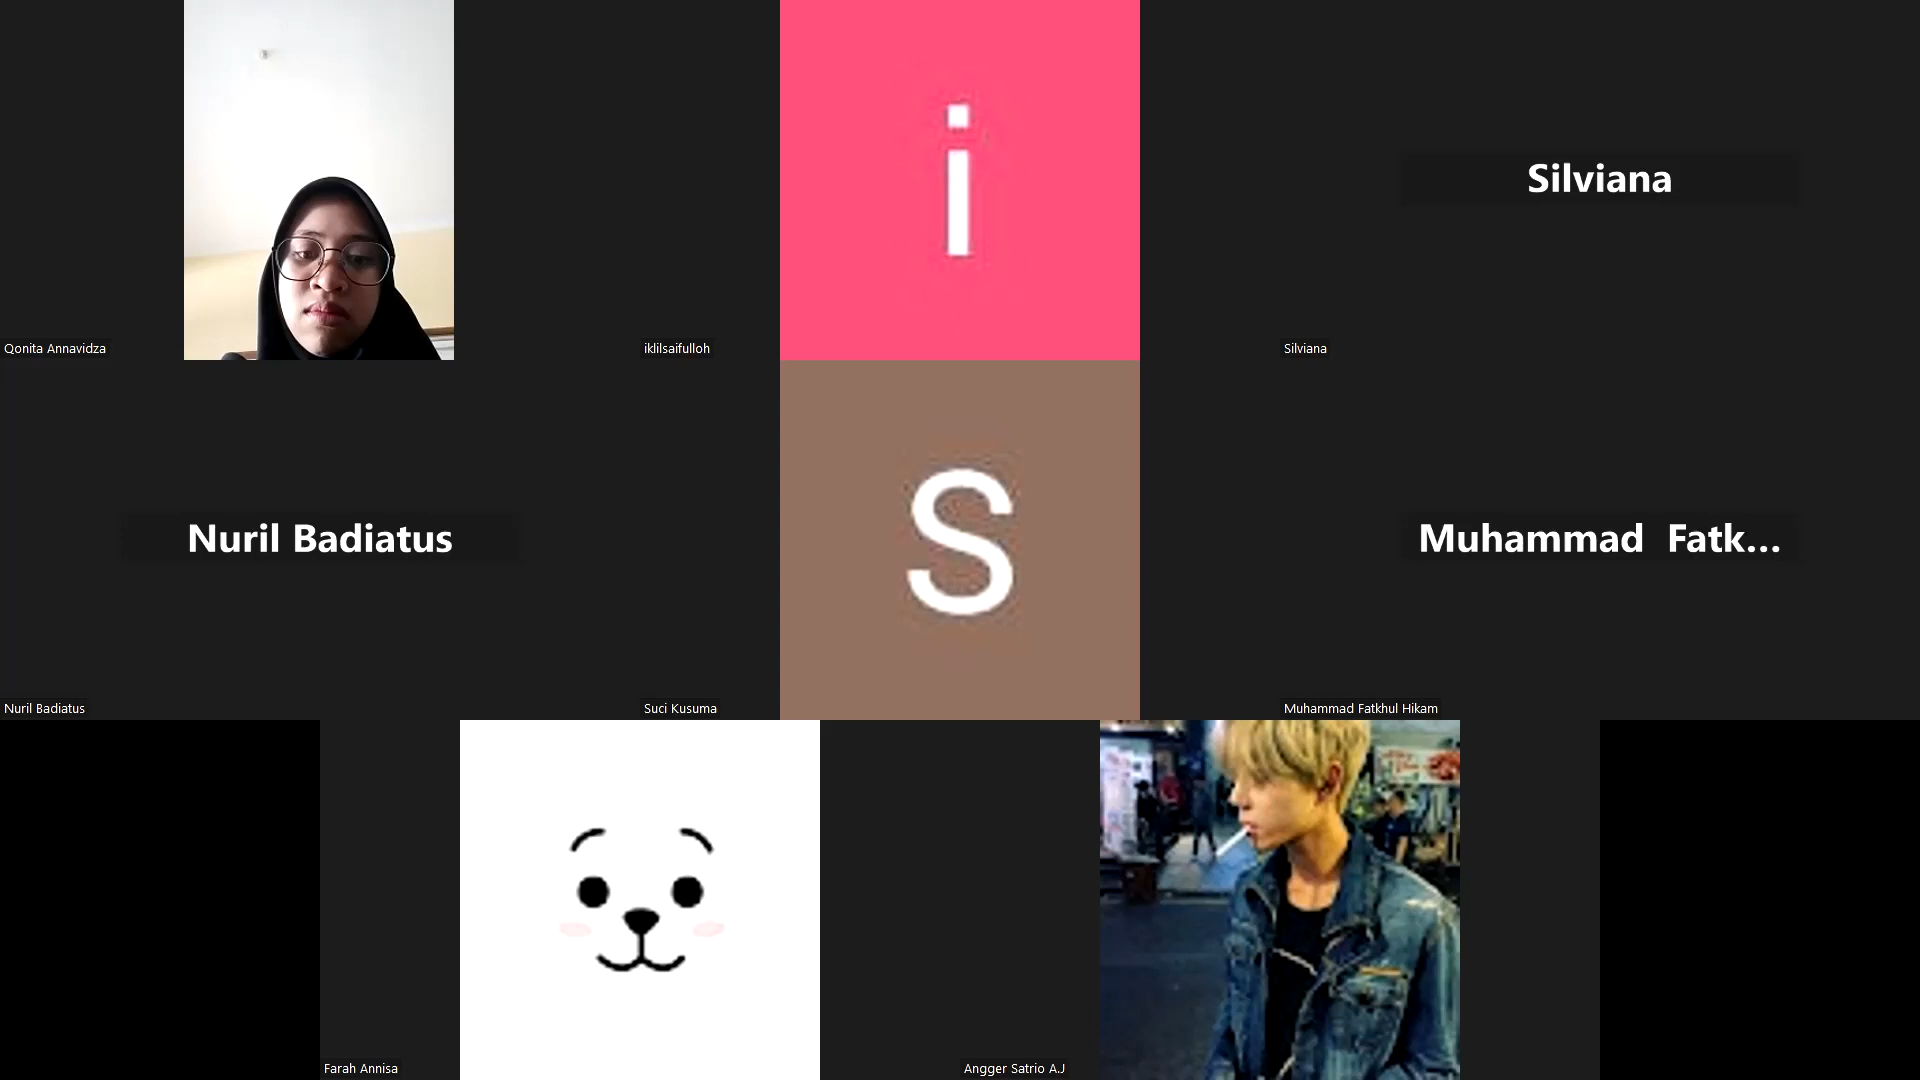 i
Silviana
Qonita Annavidza
iklilsaifulloh
Silviana
Nuril Badiatus
S
Muhammad  Fatk...
Nuril Badiatus
Suci Kusuma
Muhammad Fatkhul Hikam
Farah Annisa
Angger Satrio A.J